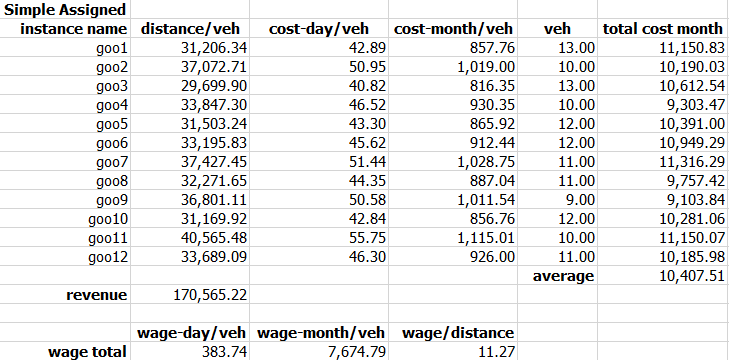 Simple Assigned
instance name distance/veh cost-day/veh cost-month/veh veh total cost month
goo1 31,206.34 42.89 857.76 13.00 11,150.83
goo2 37,072.71 50.95 1,019.00 10.00 10,190.03
goo3 29,699.90 40.82 816.35 13.00 10,612.54
goo4 33,847.30 46.52 930.35 10.00 9,303.47
goo5 31,503.24 43.30 865.92 12.00 10,391.00
goo6 33,195.83 45.62 912.44 12.00 10,949.29
goo7 37,427.45 51.44 1,028.75 11.00 11,316.29
goo8 32,271.65 44.35 887.04 11.00 9,757.42
goo9 36,801.11 50.58 1,011.54 9.00 9,103.84
goo10 31,169.92 42.84 856.76 12.00 10,281.06
goo11 40,565.48 55.75 1,115.01 10.00 11,150.07
goo12 33,689.09 46.30 926.00 11.00 10,185.98
average 10,407.51
revenue 170,565.22
wage-day/veh wage-month/veh wage/distance
wage total 383.74 7,674.79 11.27